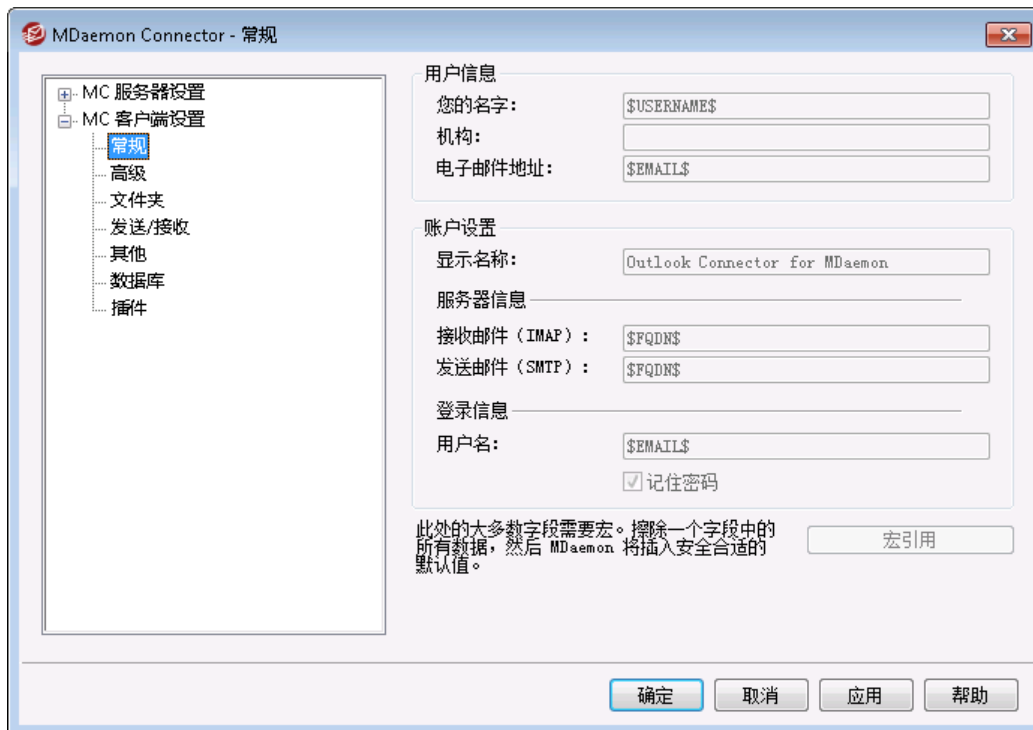 MDaemon Connector - 常规
MC 服务器设置
MC 客户端设置
常规
高级
文件夹
发送/接收
其他
数据库
插件
用户信息
您的名字: $USERNAME$
机构:
电子邮件地址: $EMAIL$
账户设置
显示名称: Outlook Connector for MDaemon
服务器信息
接收邮件（IMAP）: $FQDN$
发送邮件（SMTP）: $FQDN$
登录信息
用户名: $EMAIL$
记住密码
此处的大多数字段需要宏。擦除一个字段中的
所有数据，然后 MDaemon 将插入安全合适的
默认值。
宏引用
确定 取消 应用 帮助